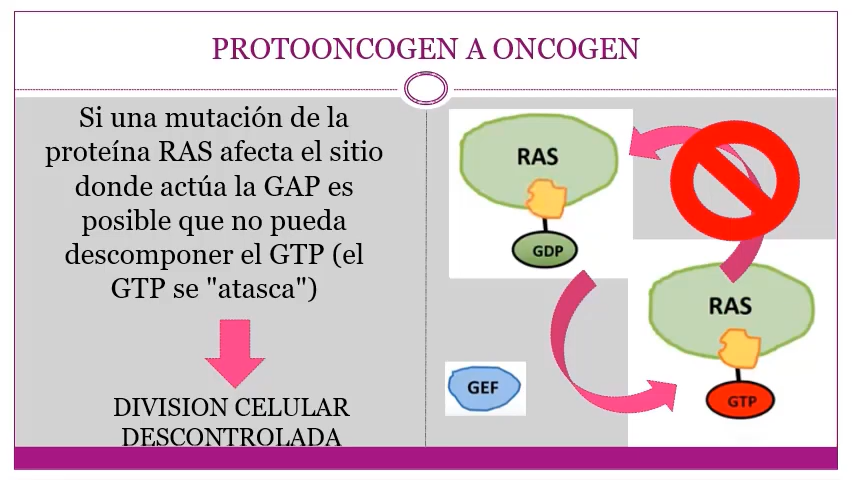 PROTOONCOGEN A ONCOGEN
Si una mutación de la
proteína RAS afecta el sitio
donde actúa la GAP es
posible que no pueda
descomponer el GTP (el
GTP se "atasca")
DIVISION CELULAR
DESCONTROLADA
RAS
GDP
RAS
GEF
GTP